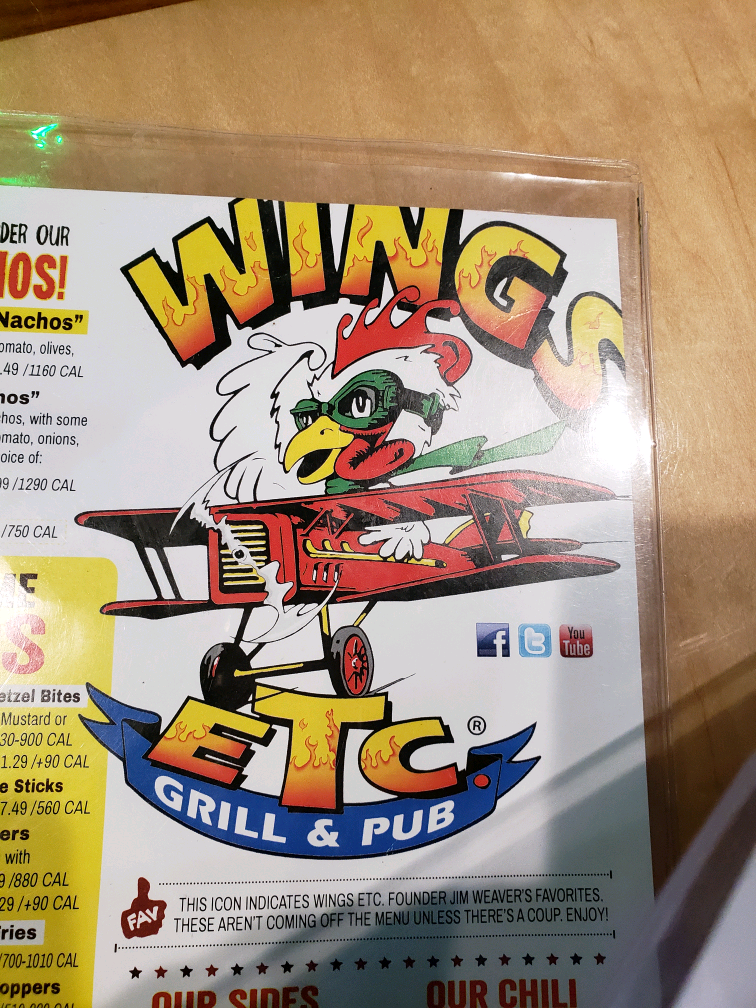 DER OUR
HOS!
Nachos”
omato, olives,
.49 /1160 CAL
hos”
chos, with some
omato, onions,
oice of:
99 /1290 CAL
/750 CAL
ME
S
etzel Bites
Mustard or
30-900 CAL
1.29 /+90 CAL
e Sticks
7.49 /560 CAL
ers
with
9 /880 CAL
29 /+90 CAL
Fries
/700-1010 CAL
oppers
WINGS
f
t
You
Tube
ETC.®
GRILL & PUB
FAV
THIS ICON INDICATES WINGS ETC. FOUNDER JIM WEAVER'S FAVORITES.
THESE AREN'T COMING OFF THE MENU UNLESS THERE'S A COUP. ENJOY!
OUR SIDES
OUR CHILI